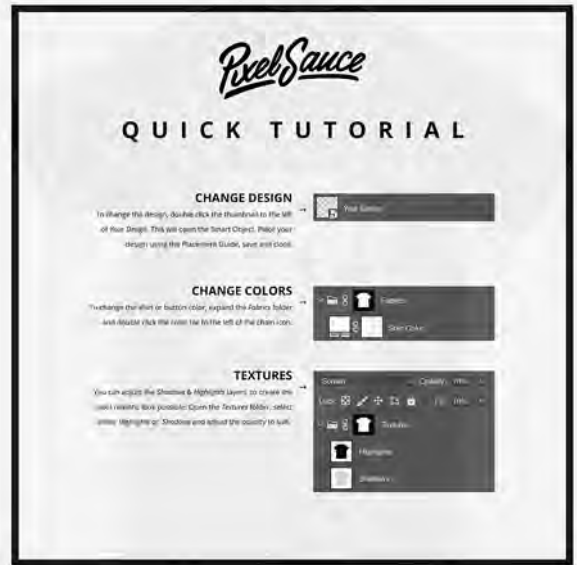 PixelSauce
QUICK TUTORIAL
CHANGE DESIGN
To change the design, double click the thumbnail to the left
of Your Design. This will open the Smart Object. Place your
design using the Placement Guide, save and close.
Your Design
CHANGE COLORS
To change the shirt or button color, expand the Fabrics folder
and double click the color tile to the left of the chain icon.
Fabrics
Shirt Color
TEXTURES
You can adjust the Shadow & Highlights layers, to create the
most realistic look possible. Open the Textures folder, select
either Highlights or Shadows and adjust the opacity to suit.
Screen
Opacity:
Lock:
Textures
Highlights
Shadows